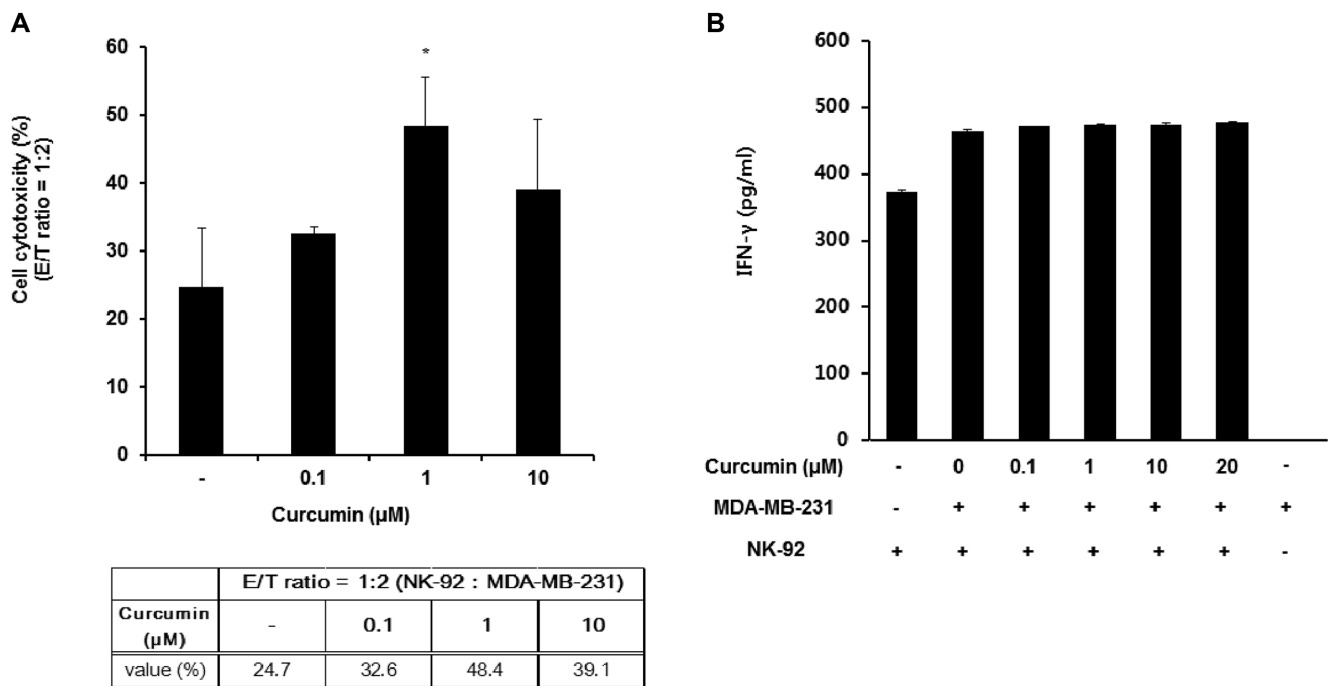 A
Cell cytotoxicity (%)
(E/T ratio = 1:2)
60
50
40
30
20
10
0
*
- 0.1 1 10
Curcumin (µM)
E/T ratio = 1:2 (NK-92 : MDA-MB-231)
Curcumin
(µM) - 0.1 1 10
value (%) 24.7 32.6 48.4 39.1
B
IFN-γ (pg/ml)
600
500
400
300
200
100
0
Curcumin (µM) - 0 0.1 1 10 20 -
MDA-MB-231 - + + + + + +
NK-92 + + + + + + -